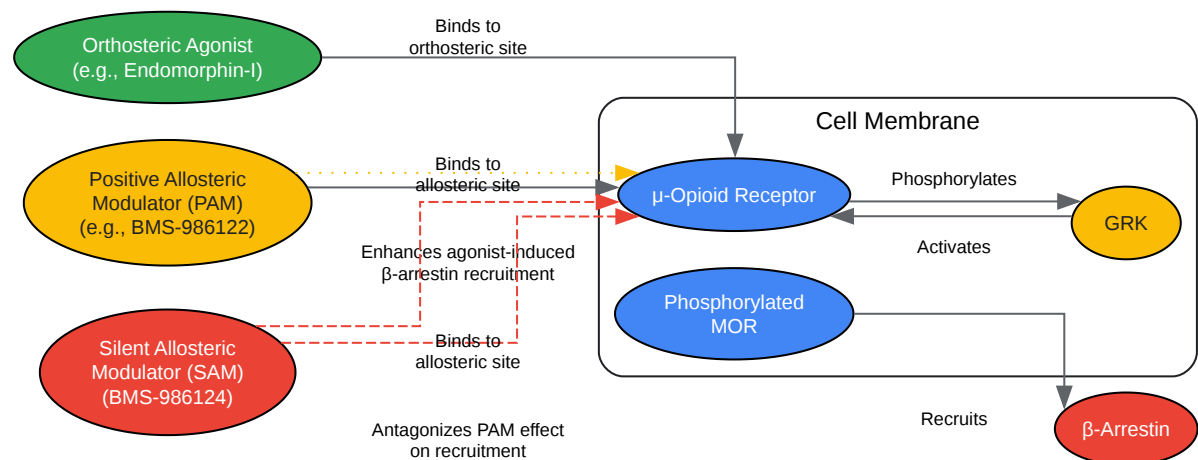 Binds to
orthosteric site
Orthosteric Agonist
(e.g., Endomorphin-I)
Cell Membrane
Binds to
allosteric site
Positive Allosteric
Modulator (PAM)
(e.g., BMS-986122)
μ-Opioid Receptor
Phosphorylates
GRK
Activates
Enhances agonist-induced
β-arrestin recruitment
Phosphorylated
MOR
Silent Allosteric
Modulator (SAM)
(BMS-986124)
Binds to
allosteric site
Recruits
β-Arrestin
Antagonizes PAM effect
on recruitment